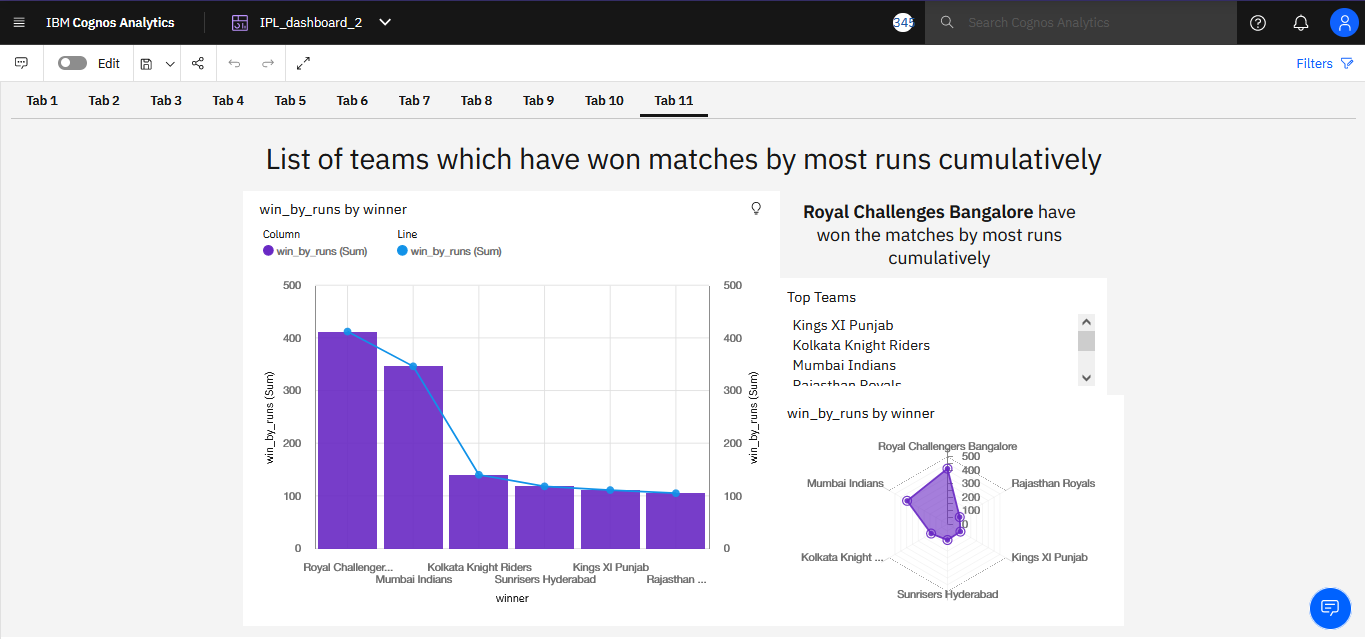 IBM Cognos Analytics
IPL_dashboard_2
345
Search Cognos Analytics
Edit
Filters
Tab 1 Tab 2 Tab 3 Tab 4 Tab 5 Tab 6 Tab 7 Tab 8 Tab 9 Tab 10 Tab 11
List of teams which have won matches by most runs cumulatively
win_by_runs by winner
Column Line
win_by_runs (Sum) win_by_runs (Sum)
500
400
300
200
100
0
win_by_runs (Sum)
500
400
300
200
100
0
win_by_runs (Sum)
Royal Challenger... Kolkata Knight Riders Kings XI Punjab
Mumbai Indians Sunrisers Hyderabad Rajasthan ...
winner
Royal Challenges Bangalore have
won the matches by most runs
cumulatively
Top Teams
Kings XI Punjab
Kolkata Knight Riders
Mumbai Indians
Rajasthan Royals
win_by_runs by winner
Royal Challengers Bangalore
500
400
300
200
100
0
Mumbai Indians Rajasthan Royals
Kolkata Knight ... Kings XI Punjab
Sunrisers Hyderabad